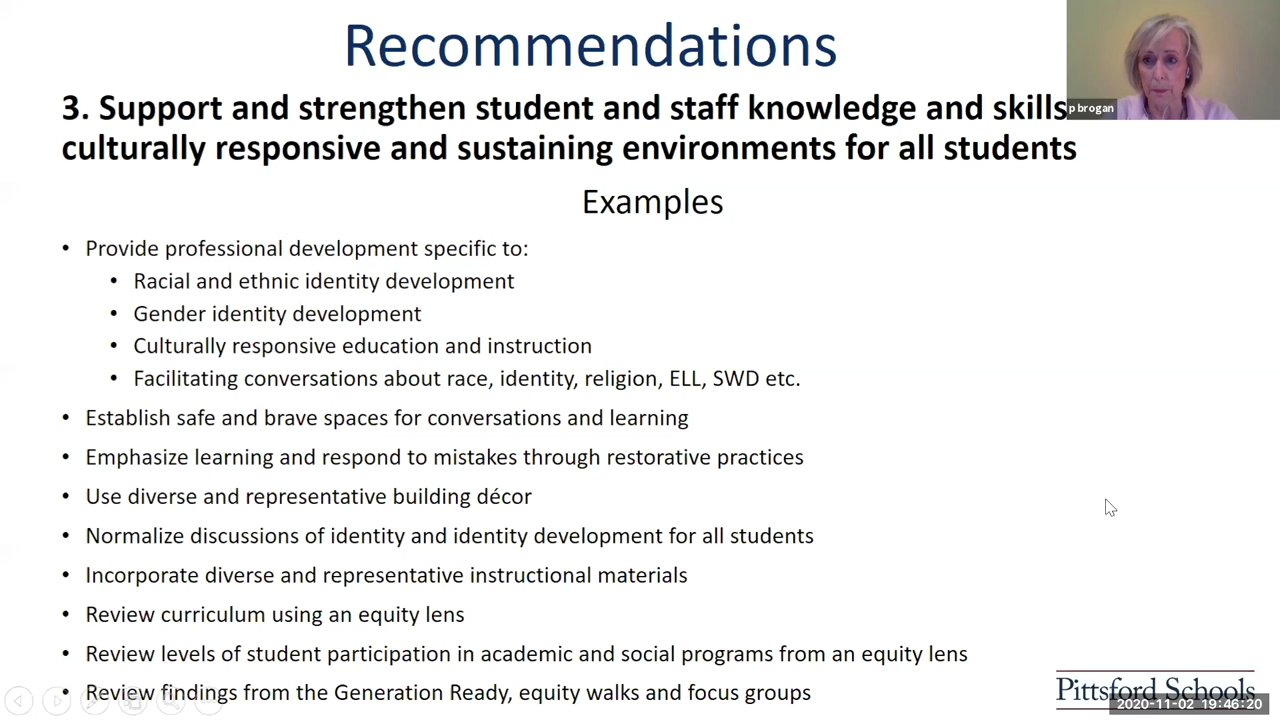 Recommendations
3. Support and strengthen student and staff knowledge and skills
p brogan
culturally responsive and sustaining environments for all students
Examples
• Provide professional development specific to:
• Racial and ethnic identity development
• Gender identity development
• Culturally responsive education and instruction
• Facilitating conversations about race, identity, religion, ELL, SWD etc.
• Establish safe and brave spaces for conversations and learning
• Emphasize learning and respond to mistakes through restorative practices
• Use diverse and representative building décor
• Normalize discussions of identity and identity development for all students
• Incorporate diverse and representative instructional materials
• Review curriculum using an equity lens
• Review levels of student participation in academic and social programs from an equity lens
• Review findings from the Generation Ready, equity walks and focus groups
Pittsford Schools
2020-11-02 19:46:20